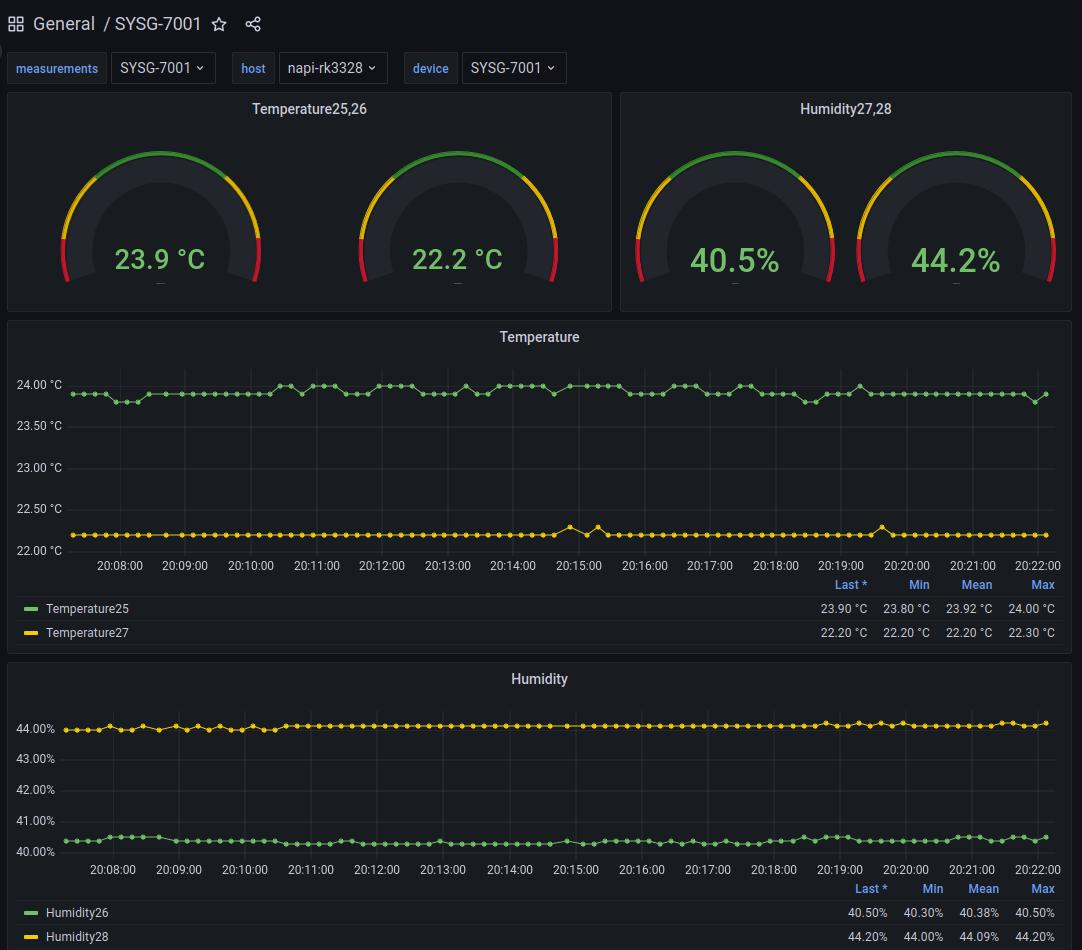 General / SYSG-7001
measurements SYSG-7001 host napi-rk3328 device SYSG-7001
Temperature25,26
23.9 °C 22.2 °C
Humidity27,28
40.5% 44.2%
Temperature
24.00 °C
23.50 °C
23.00 °C
22.50 °C
22.00 °C
20:08:00 20:09:00 20:10:00 20:11:00 20:12:00 20:13:00 20:14:00 20:15:00 20:16:00 20:17:00 20:18:00 20:19:00 20:20:00 20:21:00 20:22:00
Last * Min Mean Max
Temperature25 23.90 °C 23.80 °C 23.92 °C 24.00 °C
Temperature27 22.20 °C 22.20 °C 22.20 °C 22.30 °C
Humidity
44.00%
43.00%
42.00%
41.00%
40.00%
20:08:00 20:09:00 20:10:00 20:11:00 20:12:00 20:13:00 20:14:00 20:15:00 20:16:00 20:17:00 20:18:00 20:19:00 20:20:00 20:21:00 20:22:00
Last * Min Mean Max
Humidity26 40.50% 40.30% 40.38% 40.50%
Humidity28 44.20% 44.00% 44.09% 44.20%